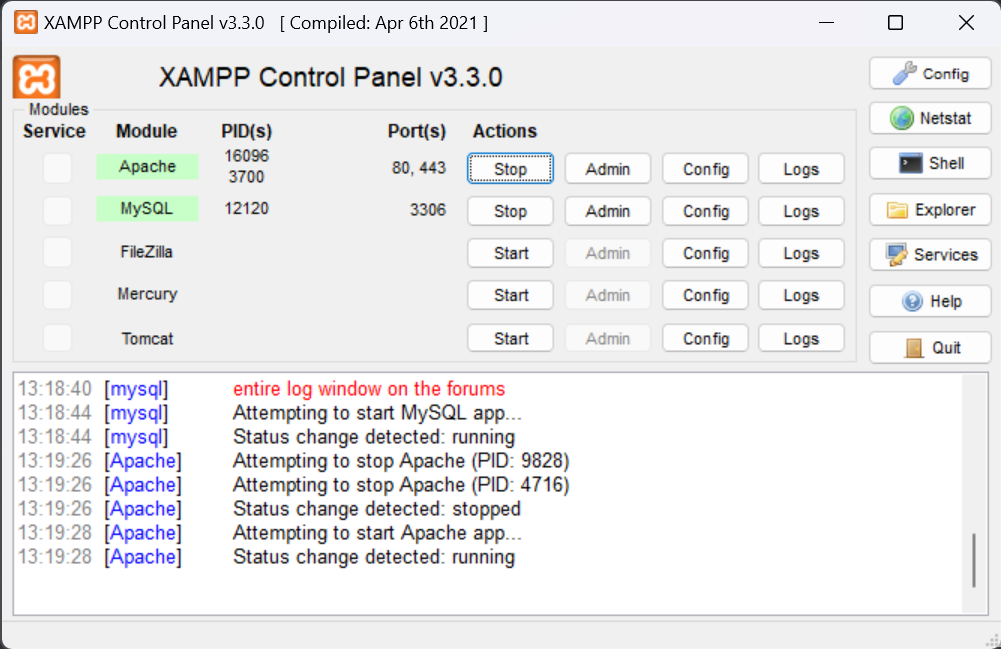 XAMPP Control Panel v3.3.0 [ Compiled: Apr 6th 2021 ]
XAMPP Control Panel v3.3.0
Config
Modules
Netstat
Service Module PID(s) Port(s) Actions
Apache 16096 3700 80, 443 Stop Admin Config Logs
Shell
MySQL 12120 3306 Stop Admin Config Logs
Explorer
FileZilla Start Admin Config Logs
Services
Mercury Start Admin Config Logs
Help
Tomcat Start Admin Config Logs
Quit
13:18:40 [mysql] entire log window on the forums
13:18:44 [mysql] Attempting to start MySQL app...
13:18:44 [mysql] Status change detected: running
13:19:26 [Apache] Attempting to stop Apache (PID: 9828)
13:19:26 [Apache] Attempting to stop Apache (PID: 4716)
13:19:26 [Apache] Status change detected: stopped
13:19:28 [Apache] Attempting to start Apache app...
13:19:28 [Apache] Status change detected: running